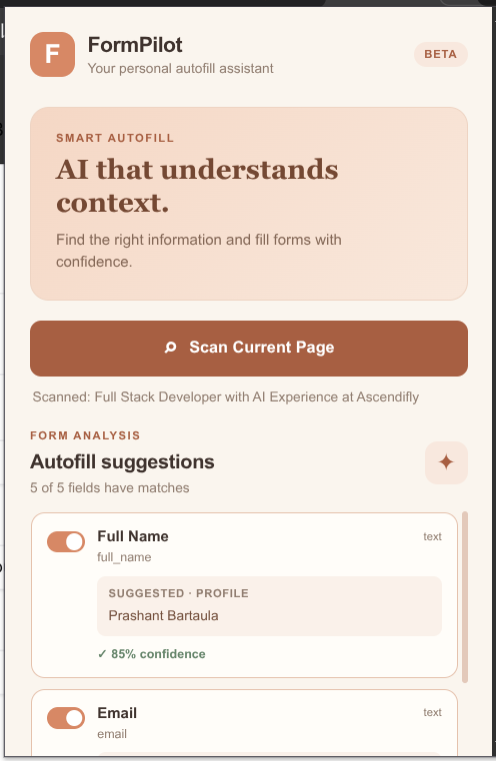 F
FormPilot
BETA
Your personal autofill assistant
SMART AUTOFILL
AI that understands
context.
Find the right information and fill forms with
confidence.
Scan Current Page
Scanned: Full Stack Developer with AI Experience at Ascendifly
FORM ANALYSIS
Autofill suggestions
5 of 5 fields have matches
Full Name
text
full_name
SUGGESTED · PROFILE
Prashant Bartaula
✓ 85% confidence
Email
text
email